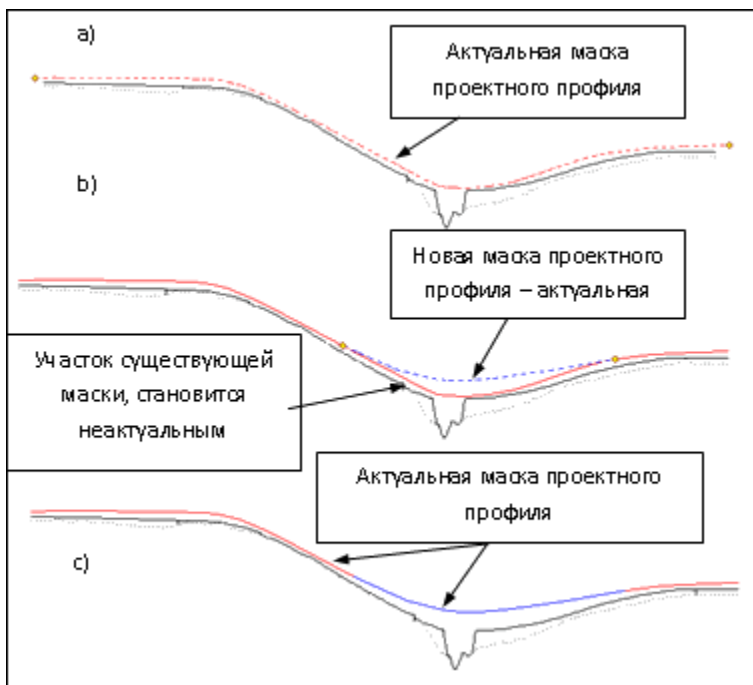 a)
Актуальная маска
проектного профиля
b)
Новая маска проектного
профиля – актуальная
Участок существующей
маски, становится
неактуальным
Актуальная маска проектного
профиля
c)